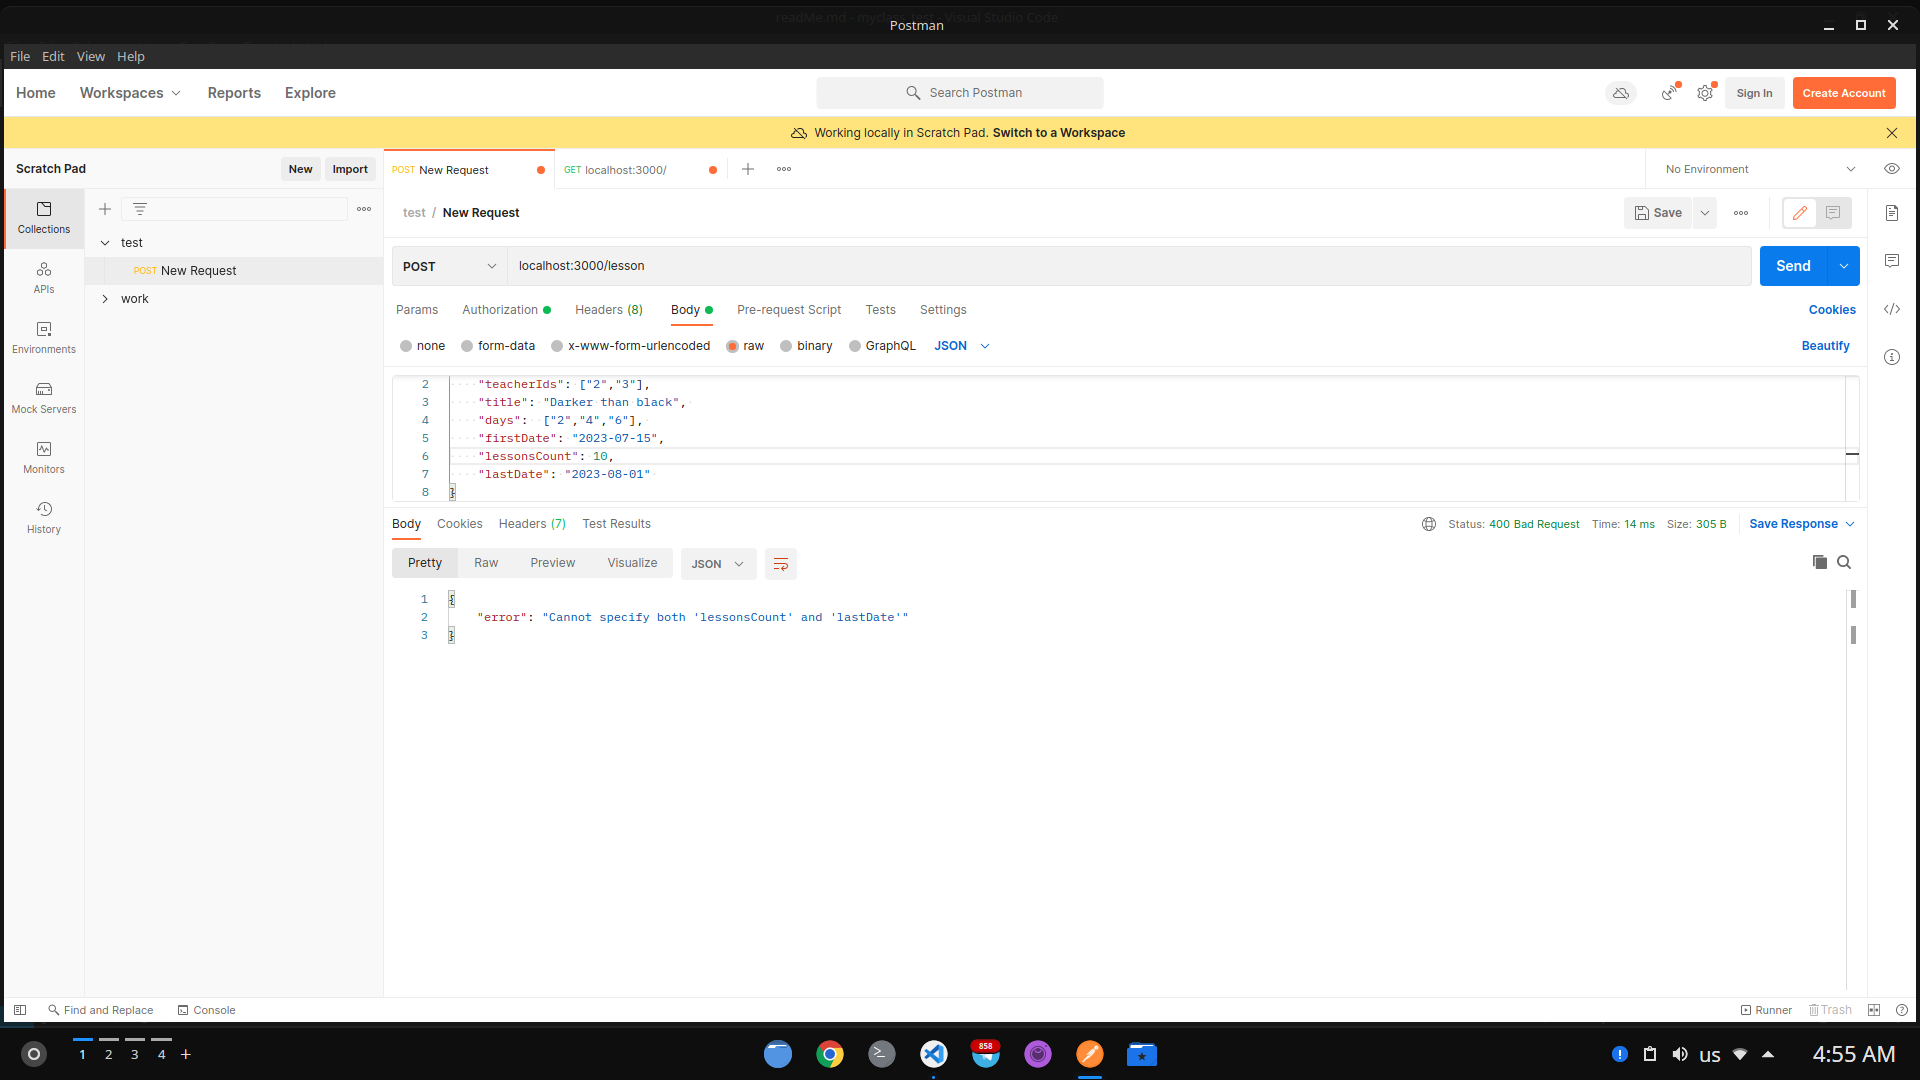 readMe.md - myclass_test - Visual Studio Code
Postman
File Edit View Help
Home Workspaces Reports Explore
Search Postman
Sign In
Create Account
Working locally in Scratch Pad. Switch to a Workspace
Scratch Pad
New
Import
POST New Request
GET localhost:3000/
No Environment
Collections
APIs
Environments
Mock Servers
Monitors
History
test
POST New Request
work
test / New Request
Save
POST
localhost:3000/lesson
Send
Params Authorization Headers (8) Body Pre-request Script Tests Settings
Cookies
none form-data x-www-form-urlencoded raw binary GraphQL JSON
Beautify
2 "teacherIds": ["2","3"],
3 "title": "Darker than black",
4 "days": ["2","4","6"],
5 "firstDate": "2023-07-15",
6 "lessonsCount": 10,
7 "lastDate": "2023-08-01"
8 }
Body Cookies Headers (7) Test Results
Status: 400 Bad Request Time: 14 ms Size: 305 B
Save Response
Pretty Raw Preview Visualize JSON
1 {
2 "error": "Cannot specify both 'lessonsCount' and 'lastDate'"
3 }
Find and Replace
Console
Runner
Trash
1 2 3 4 +
858
us
4:55 AM